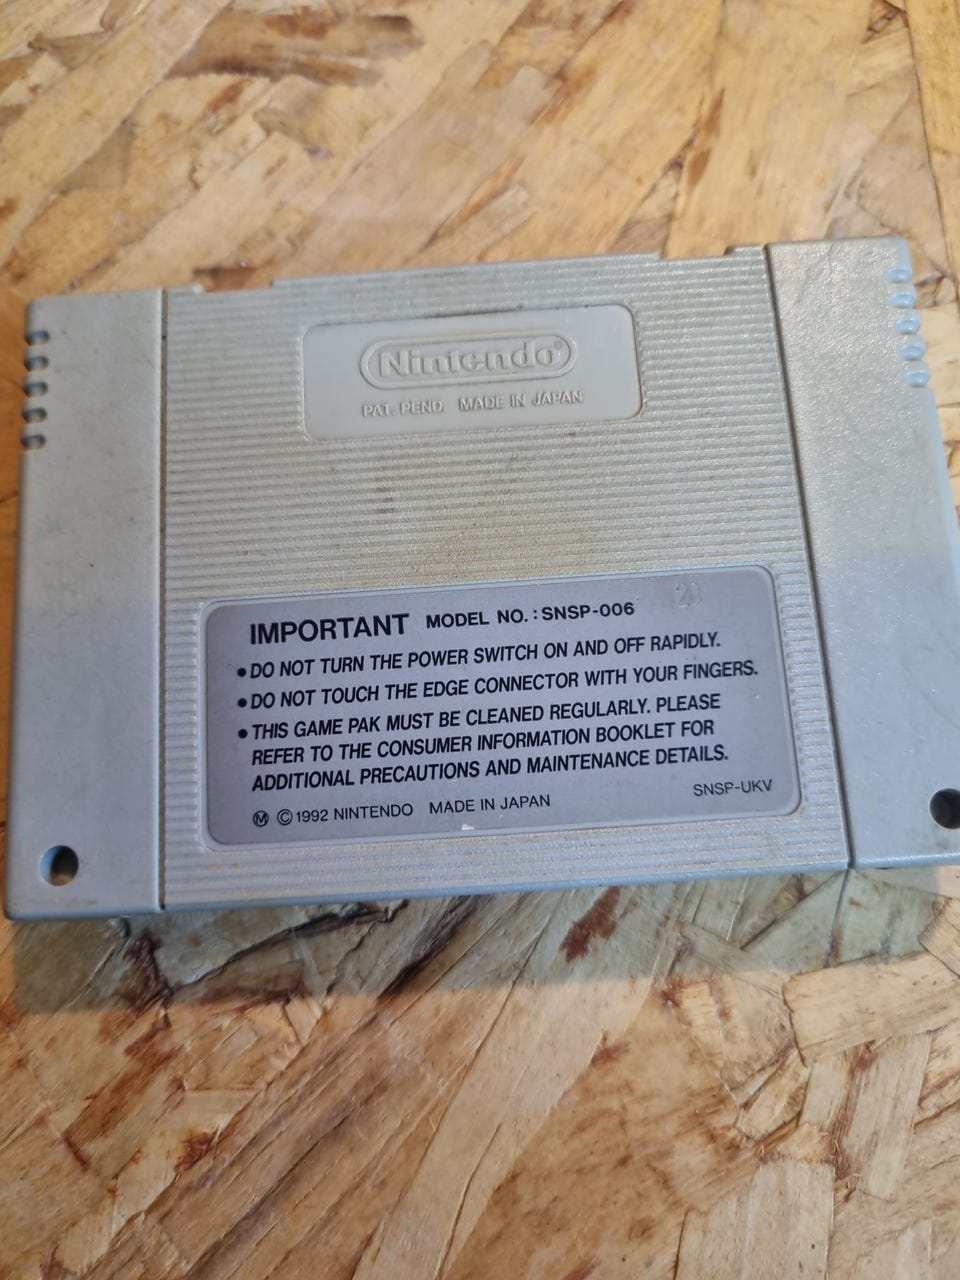 Nintendo®
PAT. PEND. MADE IN JAPAN
20
IMPORTANT MODEL NO.: SNSP-006
• DO NOT TURN THE POWER SWITCH ON AND OFF RAPIDLY.
• DO NOT TOUCH THE EDGE CONNECTOR WITH YOUR FINGERS.
• THIS GAME PAK MUST BE CLEANED REGULARLY. PLEASE
REFER TO THE CONSUMER INFORMATION BOOKLET FOR
ADDITIONAL PRECAUTIONS AND MAINTENANCE DETAILS.
Ⓜ ©1992 NINTENDO MADE IN JAPAN SNSP-UKV